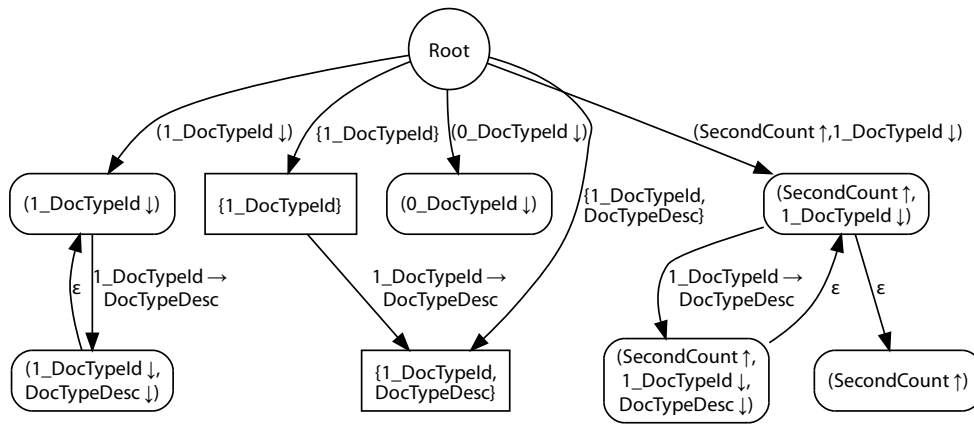 Root
(1_DocTypeId ↓)
{1_DocTypeId}
(0_DocTypeId ↓)
(SecondCount ↑,1_DocTypeId ↓)
{1_DocTypeId,
DocTypeDesc}
(1_DocTypeId ↓)
{1_DocTypeId}
(0_DocTypeId ↓)
(SecondCount ↑,
1_DocTypeId ↓)
ε
1_DocTypeId →
DocTypeDesc
1_DocTypeId →
DocTypeDesc
1_DocTypeId →
DocTypeDesc
ε
ε
(1_DocTypeId ↓,
DocTypeDesc ↓)
{1_DocTypeId,
DocTypeDesc}
(SecondCount ↑,
1_DocTypeId ↓,
DocTypeDesc ↓)
(SecondCount ↑)